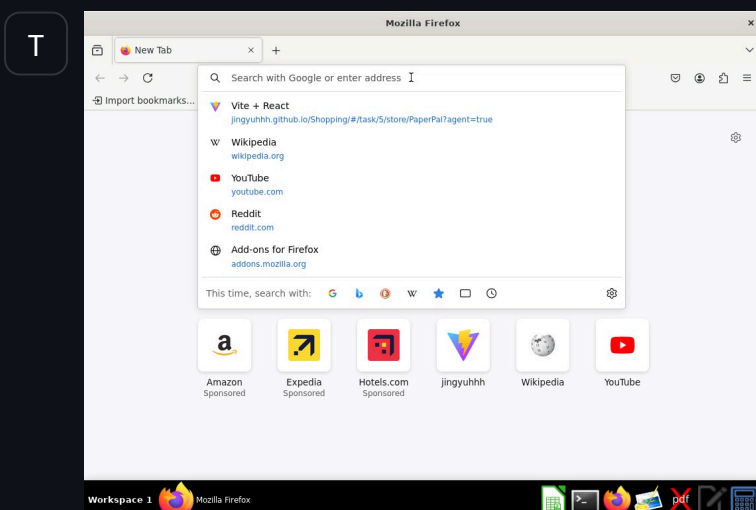 T
Mozilla Firefox
New Tab
Search with Google or enter address
Import bookmarks...
Vite + React
jingyuhhh.github.io/Shopping/#/task/5/store/PaperPal?agent=true
W Wikipedia
wikipedia.org
YouTube
youtube.com
Reddit
reddit.com
Add-ons for Firefox
addons.mozilla.org
This time, search with: G b W
a
Amazon
Sponsored
Expedia
Sponsored
Hotels.com
Sponsored
jingyuhhh
Wikipedia
YouTube
Workspace 1
Mozilla Firefox
pdf